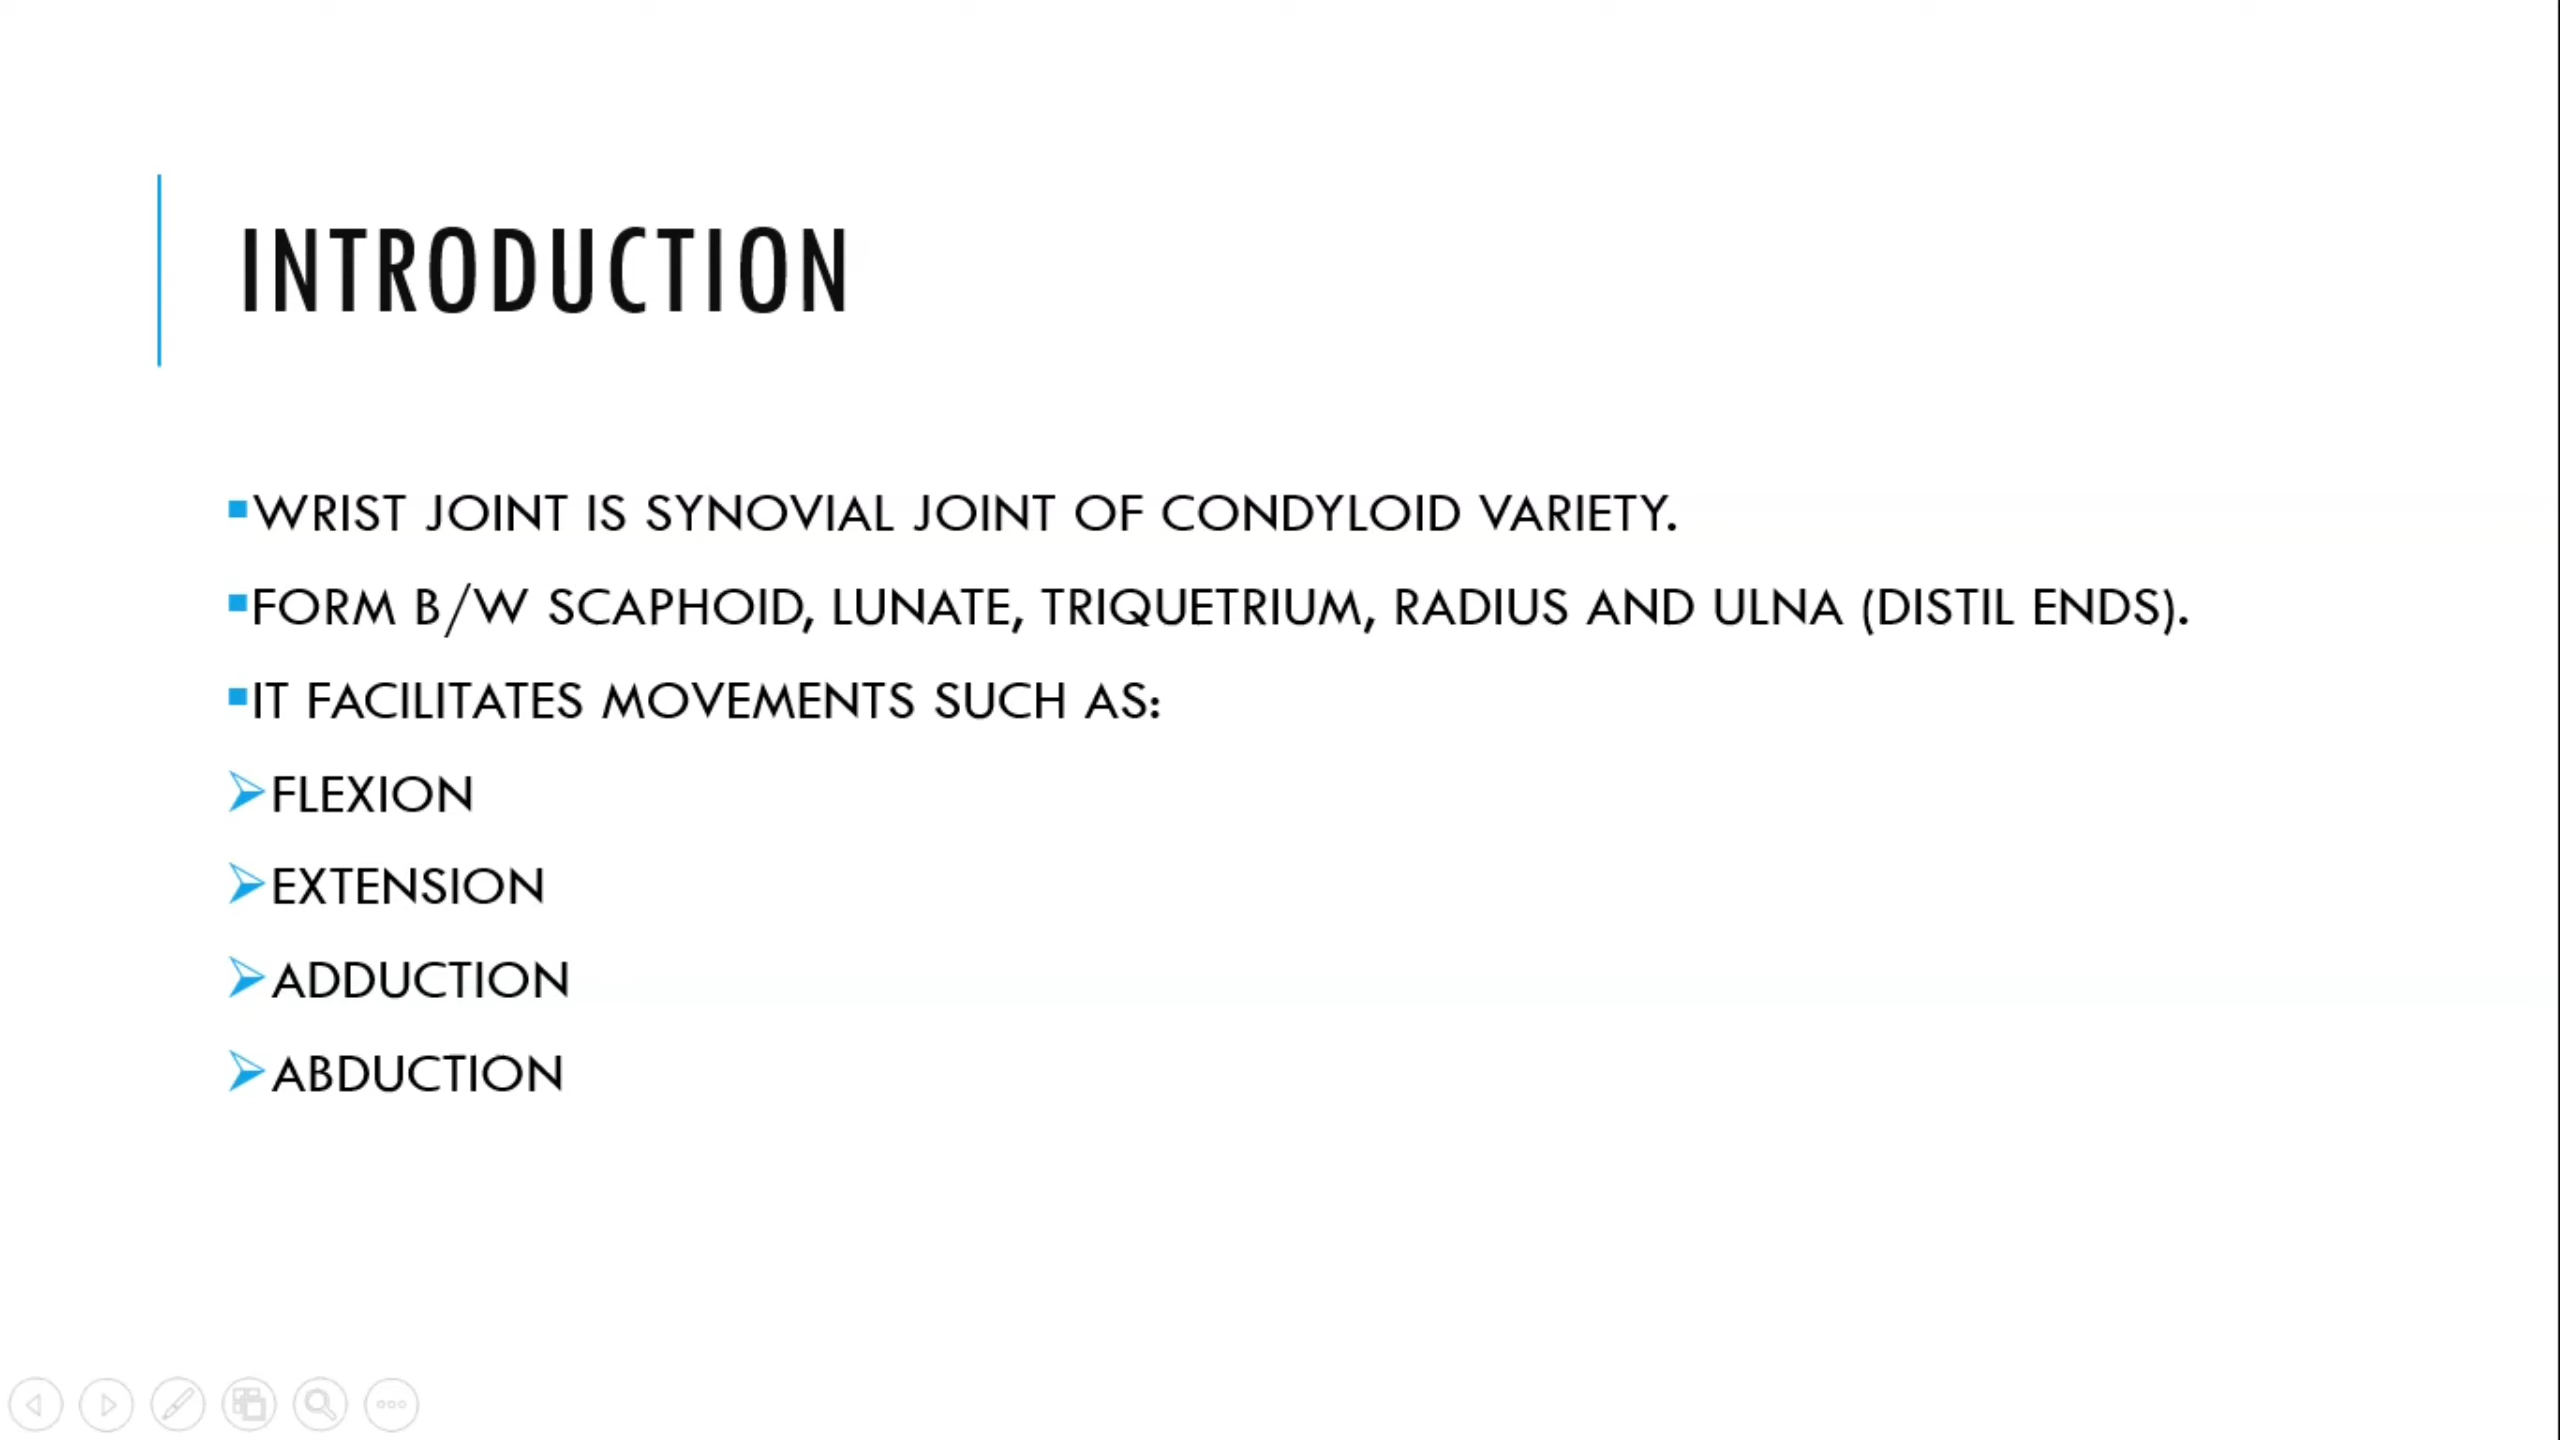 INTRODUCTION
WRIST JOINT IS SYNOVIAL JOINT OF CONDYLOID VARIETY.
FORM B/W SCAPHOID, LUNATE, TRIQUETRIUM, RADIUS AND ULNA (DISTIL ENDS).
IT FACILITATES MOVEMENTS SUCH AS:
FLEXION
EXTENSION
ADDUCTION
ABDUCTION